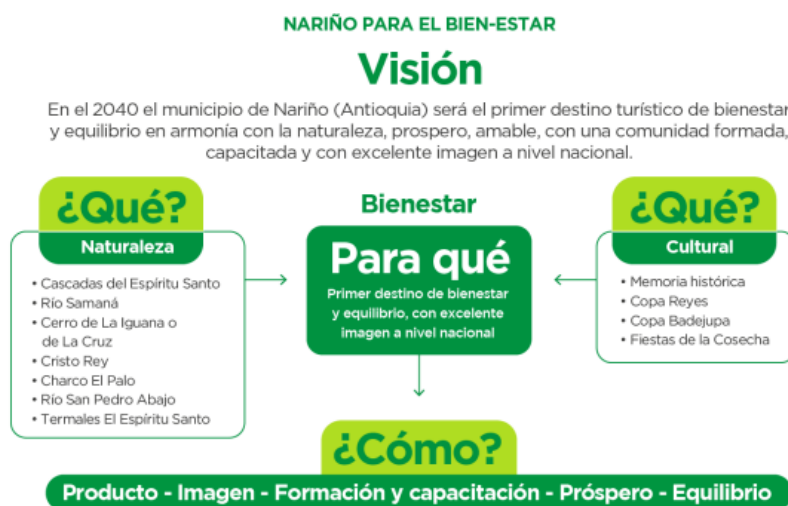 NARIÑO PARA EL BIEN-ESTAR
Visión
En el 2040 el municipio de Nariño (Antioquia) será el primer destino turístico de bienestar
y equilibrio en armonía con la naturaleza, prospero, amable, con una comunidad formada,
capacitada y con excelente imagen a nivel nacional.
¿Qué?
Naturaleza
• Cascadas del Espíritu Santo
• Río Samaná
• Cerro de La Iguana o
de La Cruz
• Cristo Rey
• Charco El Palo
• Río San Pedro Abajo
• Termales El Espíritu Santo
Bienestar
Para qué
Primer destino de bienestar
y equilibrio, con excelente
imagen a nivel nacional
¿Qué?
Cultural
• Memoria histórica
• Copa Reyes
• Copa Badejupa
• Fiestas de la Cosecha
¿Cómo?
Producto - Imagen - Formación y capacitación - Próspero - Equilibrio